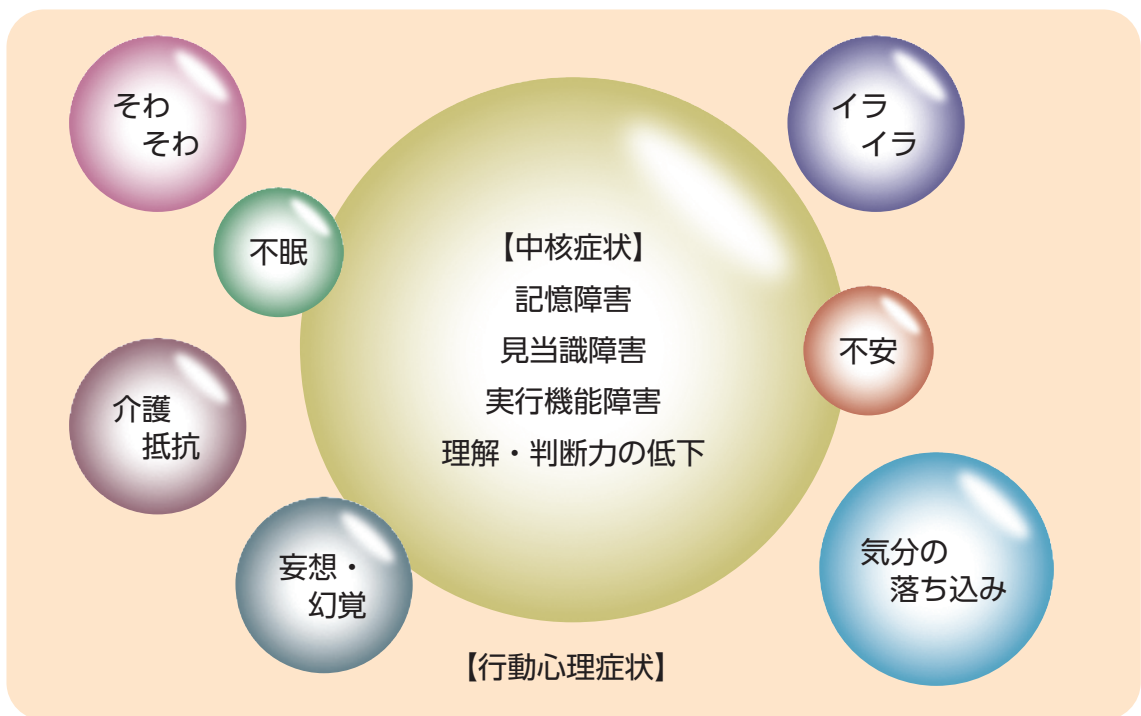 そわ
そわ
イラ
イラ
不眠
【中核症状】
記憶障害
見当識障害
実行機能障害
理解・判断力の低下
不安
介護
抵抗
妄想・
幻覚
気分の
落ち込み
【行動心理症状】